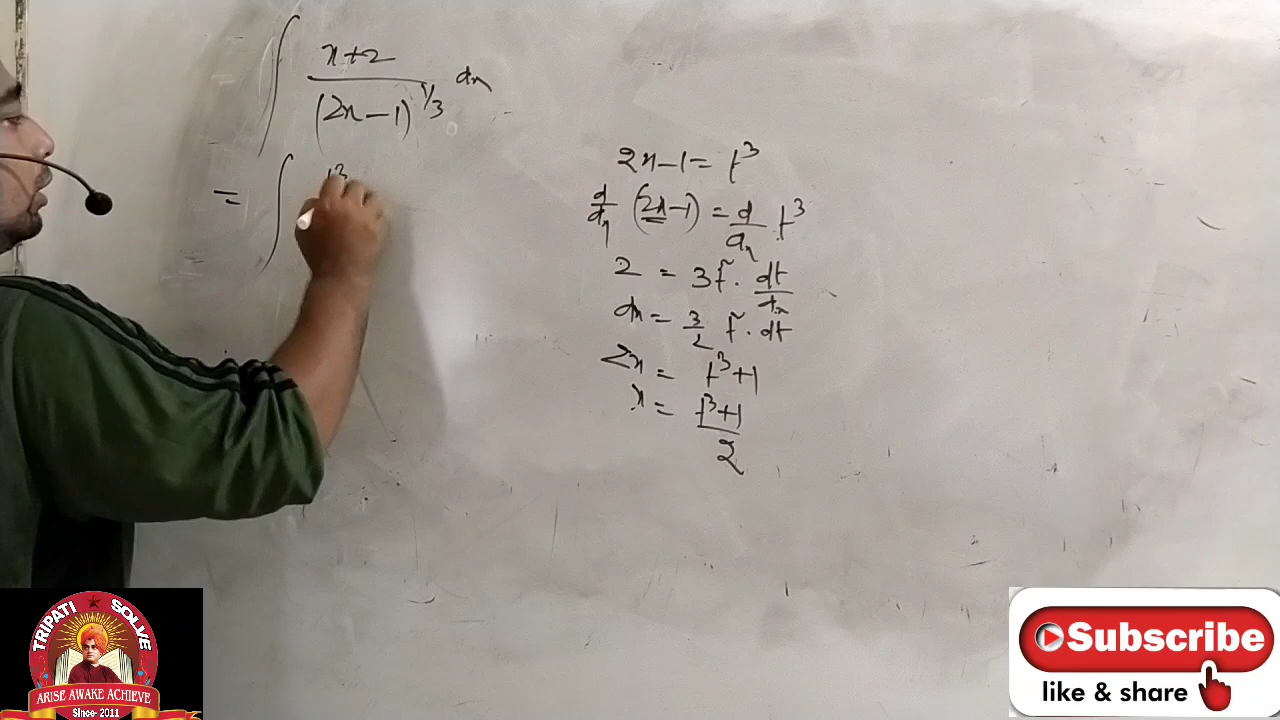 ∫ x+2 / (2x-1)^1/3 dx
= ∫ t^3
2x-1 = t^3
d/dx (2x-1) = d/dx t^3
2 = 3t². dt/dx
dx = 3/2 t². dt
2x = t^3+1
x = t^3+1 / 2
TRIPATI ★ SOLVE
ARISE AWAKE ACHIEVE
Since- 2011
Subscribe
like & share